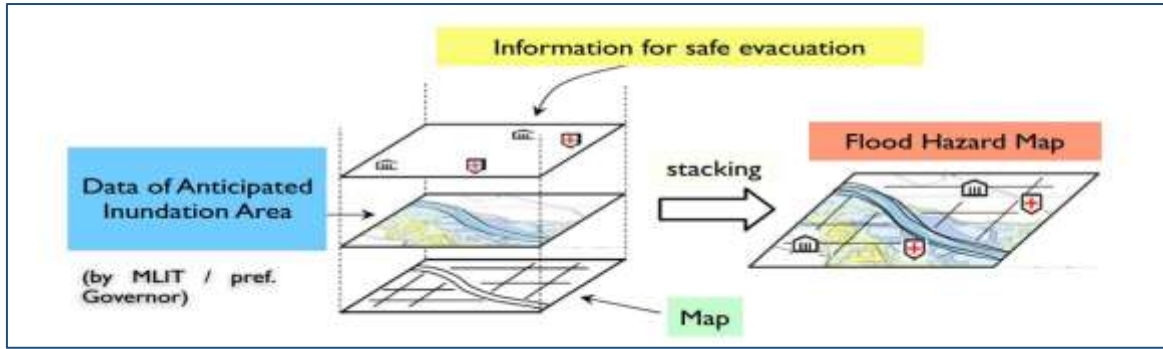 Information for safe evacuation
Data of Anticipated
Inundation Area
(by MLIT / pref.
Governor)
stacking
Flood Hazard Map
Map